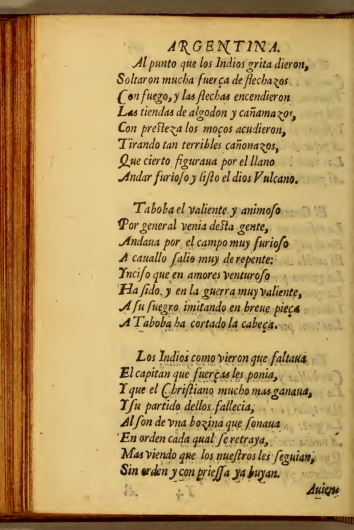 ARGENTINA.
Al punto que los Indios grita dieron,
Soltaron mucha fuerça de flechazos
Con fuego, y las flechas encendieron
Las tiendas de algodon y cañamazos,
Con presteza los moços acudieron,
Tirando tan terribles cañonazos,
Que cierto figuraua por el llano
Andar furioso y listo el dios Vulcano.
Taboba el valiente y animoso
Por general venia desta gente,
Andaua por el campo muy furioso
A cauallo salio muy de repente:
Ynciso que en amores venturoso
Ha sido, y en la guerra muy valiente,
A su suegro imitando en breue pieça
A Taboba ha cortado la cabeça.
Los Indios como vieron que faltaua
El capitan que fuerças les ponia,
Y que el Christiano mucho mas ganaua,
Y su partido dellos fallecia,
Al son de vna bozina que sonaua
En orden cada qual se retraya,
Mas viendo que los nuestros les seguian,
Sin orden y con priessa ya huyan.
Auiene